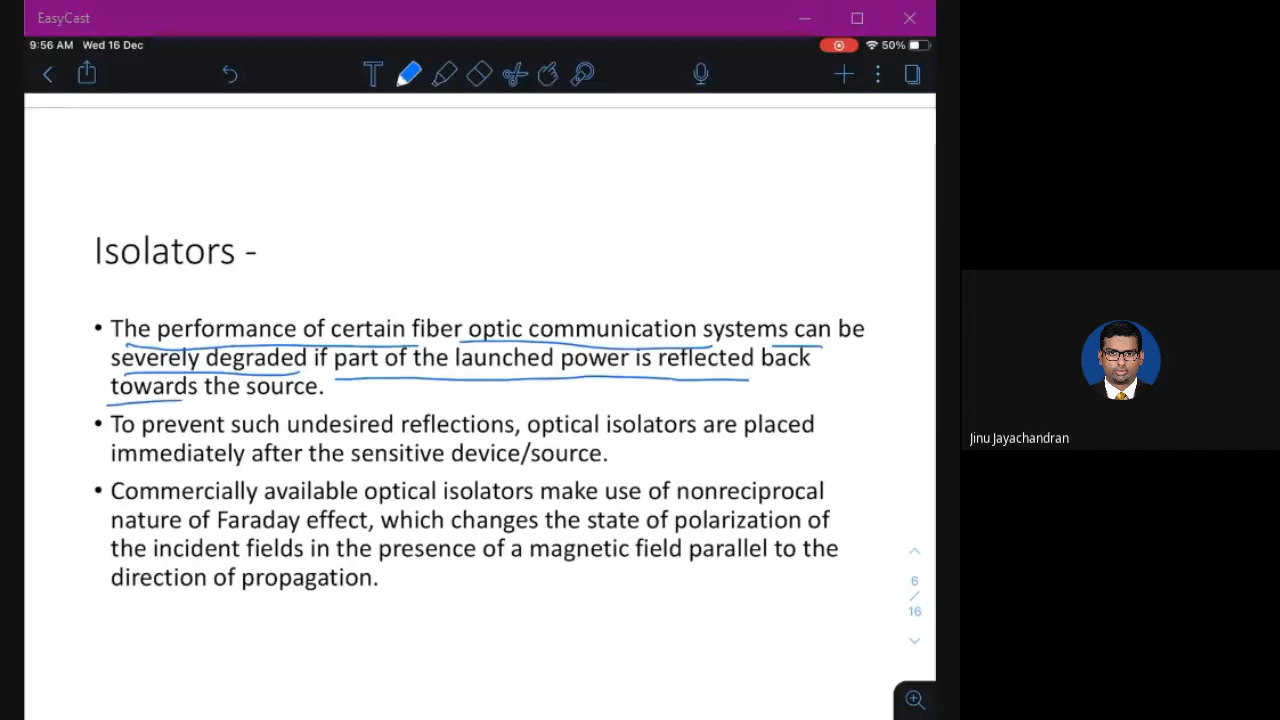 EasyCast
9:56 AM Wed 16 Dec
50%
T
Isolators -
• The performance of certain fiber optic communication systems can be
severely degraded if part of the launched power is reflected back
towards the source.
• To prevent such undesired reflections, optical isolators are placed
immediately after the sensitive device/source.
• Commercially available optical isolators make use of nonreciprocal
nature of Faraday effect, which changes the state of polarization of
the incident fields in the presence of a magnetic field parallel to the
direction of propagation.
6
/
16
Jinu Jayachandran